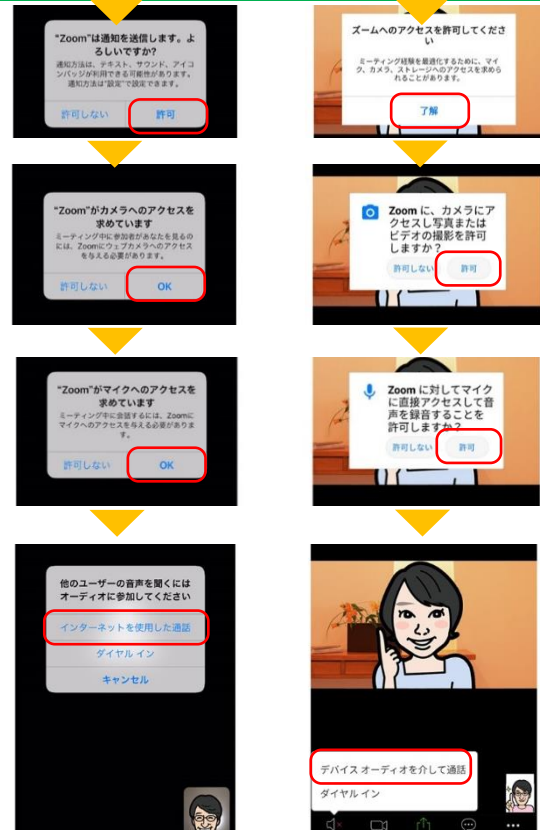 "Zoom"は通知を送信します。よ
ろしいですか?
通知方法は、テキスト、サウンド、アイコ
ンバッジが利用できる可能性があります。
通知方法は"設定"で設定できます。
許可しない
許可
"Zoom"がカメラへのアクセスを
求めています
ミーティング中に参加者があなたを見るの
には、Zoomにウェブカメラへのアクセス
を与える必要があります。
許可しない
OK
"Zoom"がマイクへのアクセスを
求めています
ミーティング中に会話するには、Zoomに
マイクへのアクセスを与える必要がありま
す。
許可しない
OK
他のユーザーの音声を聞くには
オーディオに参加してください
インターネットを使用した通話
ダイヤル イン
キャンセル
ズームへのアクセスを許可してくださ
い
ミーティング経験を最適化するために、マイ
ク、カメラ、ストレージへのアクセスを求めら
れることがあります。
了解
Zoom に、カメラにア
クセスし写真または
ビデオの撮影を許可
しますか?
許可しない
許可
Zoom に対してマイク
に直接アクセスして音
声を録音することを
許可しますか?
許可しない
許可
デバイス オーディオを介して通話
ダイヤル イン